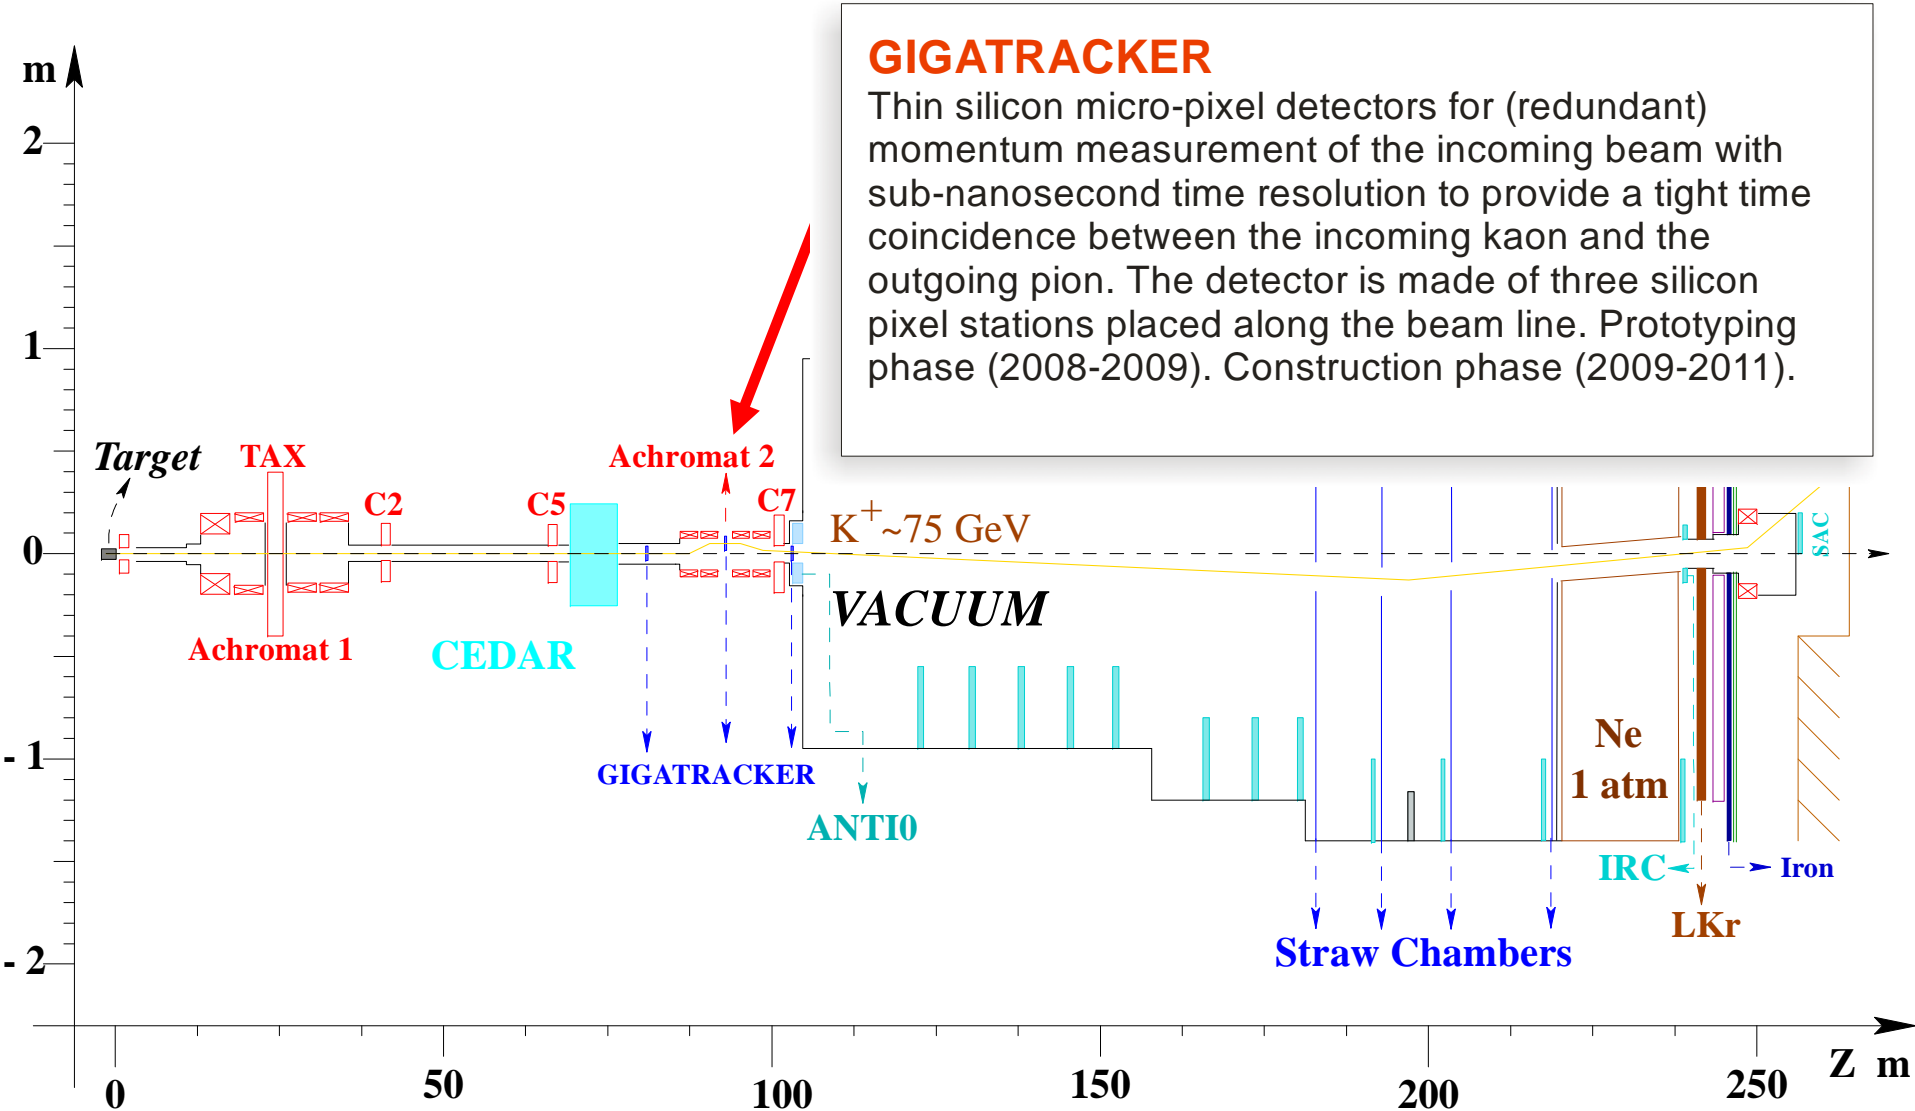 GIGATRACKER
Thin silicon micro-pixel detectors for (redundant)
momentum measurement of the incoming beam with
sub-nanosecond time resolution to provide a tight time
coincidence between the incoming kaon and the
outgoing pion. The detector is made of three silicon
pixel stations placed along the beam line. Prototyping
phase (2008-2009). Construction phase (2009-2011).
m
2
1
0
- 1
- 2
Target
TAX
Achromat 1
C2
C5
CEDAR
Achromat 2
C7
K+~75 GeV
VACUUM
GIGATRACKER
ANTI0
SAC
Ne
1 atm
IRC
Iron
LKr
Straw Chambers
0
50
100
150
200
250
Z m